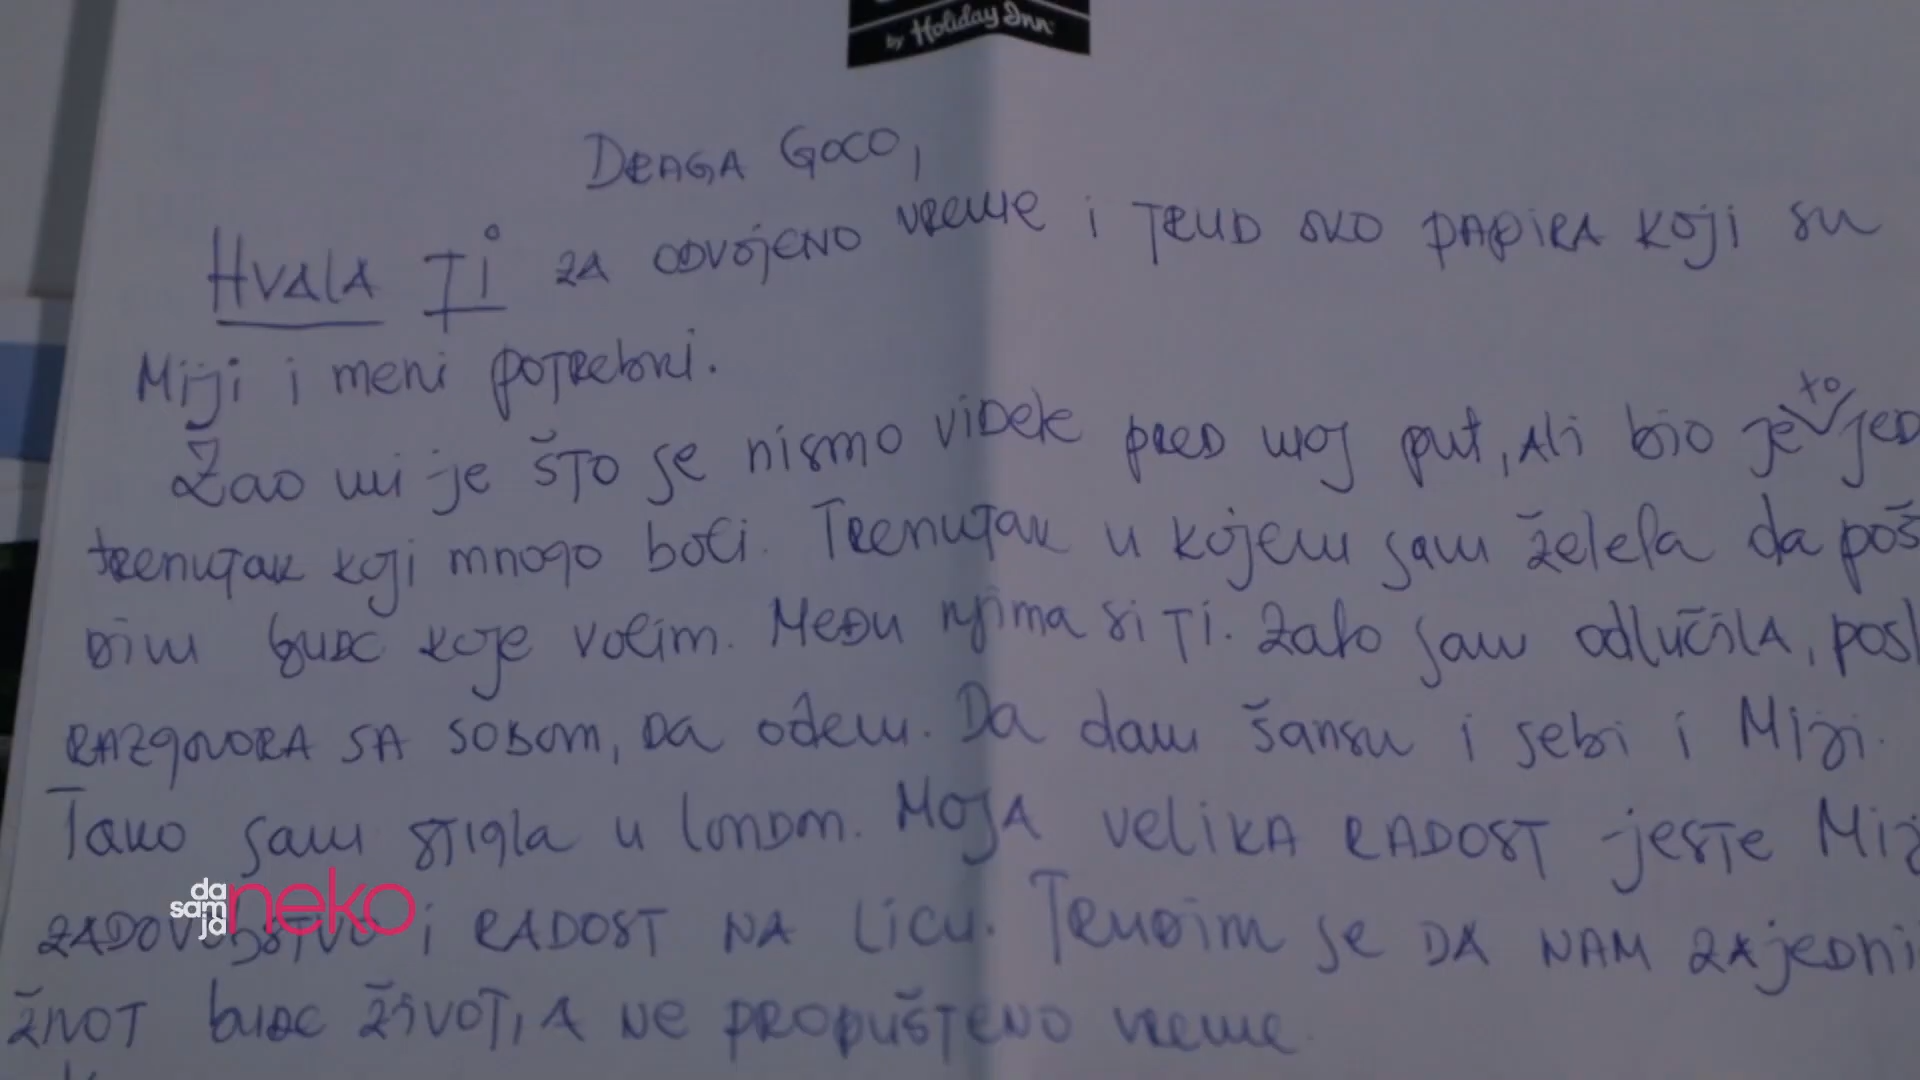 by Holiday Inn
DRAGA GOCO,
HVALA TI ZA ODVOJENO VREME i TRUD OKO PAPIRA KOJI su
Miji i meni potrebni.
Žao mi je što se nismo videle pred moj put, Ali bio je to jed
trenutak koji mnogo boli. Trenutak u kojem sam želela da poš
dim ljude koje volim. Među njima si Ti. Zato sam odlučila, posl
RAZgovora SA sobom, da odem. Da dam šansu i sebi i Miji.
Tako sam stigla u London. MOJA velika RADOST jeste Mij
ZADOVOLJSTVO i RADOST NA licu. Trudim se DA NAM zajedni
život bude život, A ne propušteno vreme.
da sam ja neko